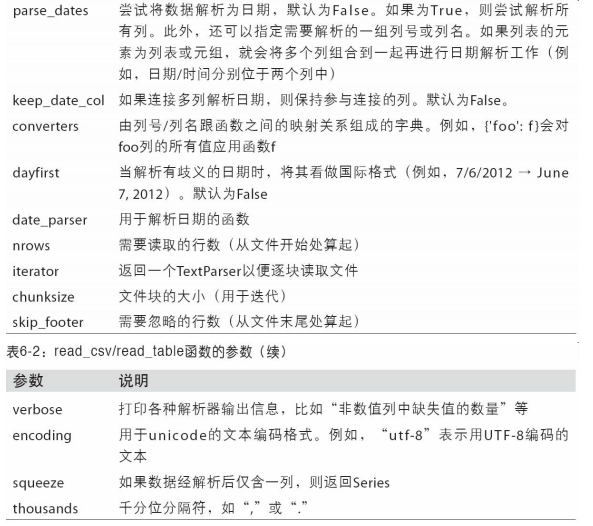 parse_dates 尝试将数据解析为日期，默认为False。如果为True，则尝试解析所
有列。此外，还可以指定需要解析的一组列号或列名。如果列表的元
素为列表或元组，就会将多个列组合到一起再进行日期解析工作（例
如，日期/时间分别位于两个列中）
keep_date_col 如果连接多列解析日期，则保持参与连接的列。默认为False。
converters 由列号/列名跟函数之间的映射关系组成的字典。例如，{'foo': f}会对
foo列的所有值应用函数f
dayfirst 当解析有歧义的日期时，将其看做国际格式（例如，7/6/2012 → June
7, 2012）。默认为False
date_parser 用于解析日期的函数
nrows 需要读取的行数（从文件开始处算起）
iterator 返回一个TextParser以便逐块读取文件
chunksize 文件块的大小（用于迭代）
skip_footer 需要忽略的行数（从文件末尾处算起）
表6-2：read_csv/read_table函数的参数（续）
参数 说明
verbose 打印各种解析器输出信息，比如“非数值列中缺失值的数量”等
encoding 用于unicode的文本编码格式。例如，“utf-8”表示用UTF-8编码的
文本
squeeze 如果数据经解析后仅含一列，则返回Series
thousands 千分位分隔符，如“,”或“.”